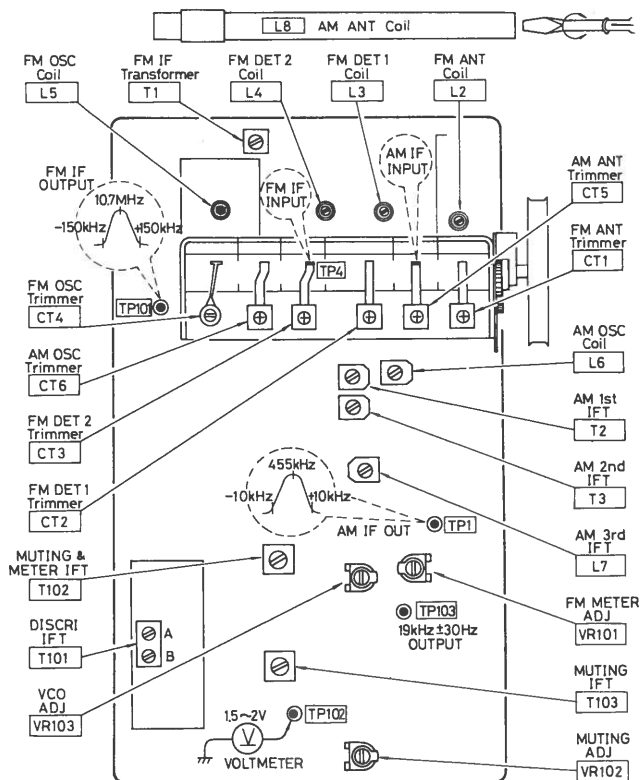 L8 AM ANT Coil
FM OSC
Coil
L5
FM IF
Transformer
T1
FM DET 2
Coil
L4
FM DET 1
Coil
L3
FM ANT
Coil
L2
FM IF
OUTPUT
10.7MHz
-150kHz
+150kHz
FM IF
INPUT
AM IF
INPUT
AM ANT
Trimmer
CT5
FM ANT
Trimmer
CT1
TP4
TP101
FM OSC
Trimmer
CT4
AM OSC
Trimmer
CT6
FM DET 2
Trimmer
CT3
FM DET 1
Trimmer
CT2
AM OSC
Coil
L6
AM 1st
IFT
T2
AM 2nd
IFT
T3
AM 3rd
IFT
L7
455kHz
-10kHz
+10kHz
AM IF OUT
TP1
MUTING &
METER IFT
T102
DISCRI
IFT
T101
A
B
VCO
ADJ
VR103
TP103
19kHz ±30Hz
OUTPUT
FM METER
ADJ
VR101
MUTING
IFT
T103
1.5~2V
TP102
V
VOLTMETER
MUTING
ADJ
VR102